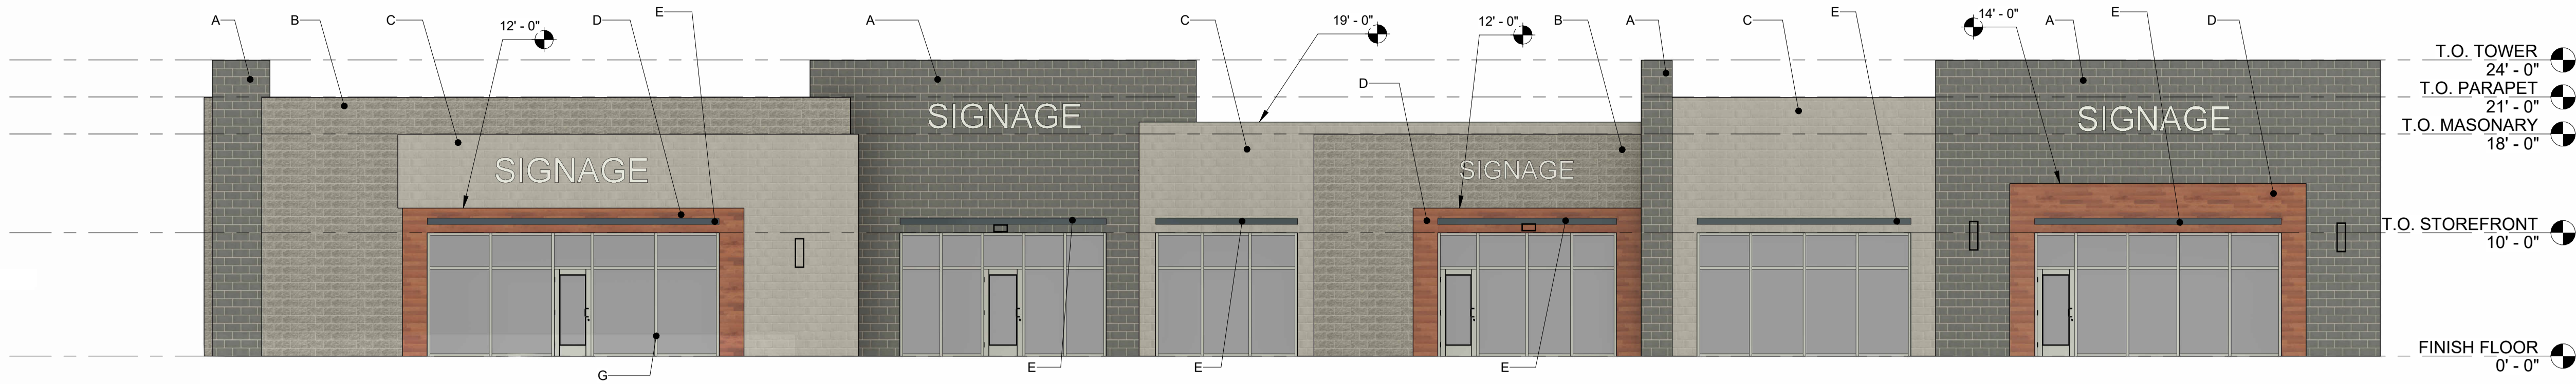 A B C 12' - 0" D E A C 19' - 0" 12' - 0" B A C E 14' - 0" A E D
D
T.O. TOWER
24' - 0"
T.O. PARAPET
21' - 0"
T.O. MASONARY
18' - 0"
SIGNAGE SIGNAGE
SIGNAGE SIGNAGE
T.O. STOREFRONT
10' - 0"
FINISH FLOOR
0' - 0"
G E E E